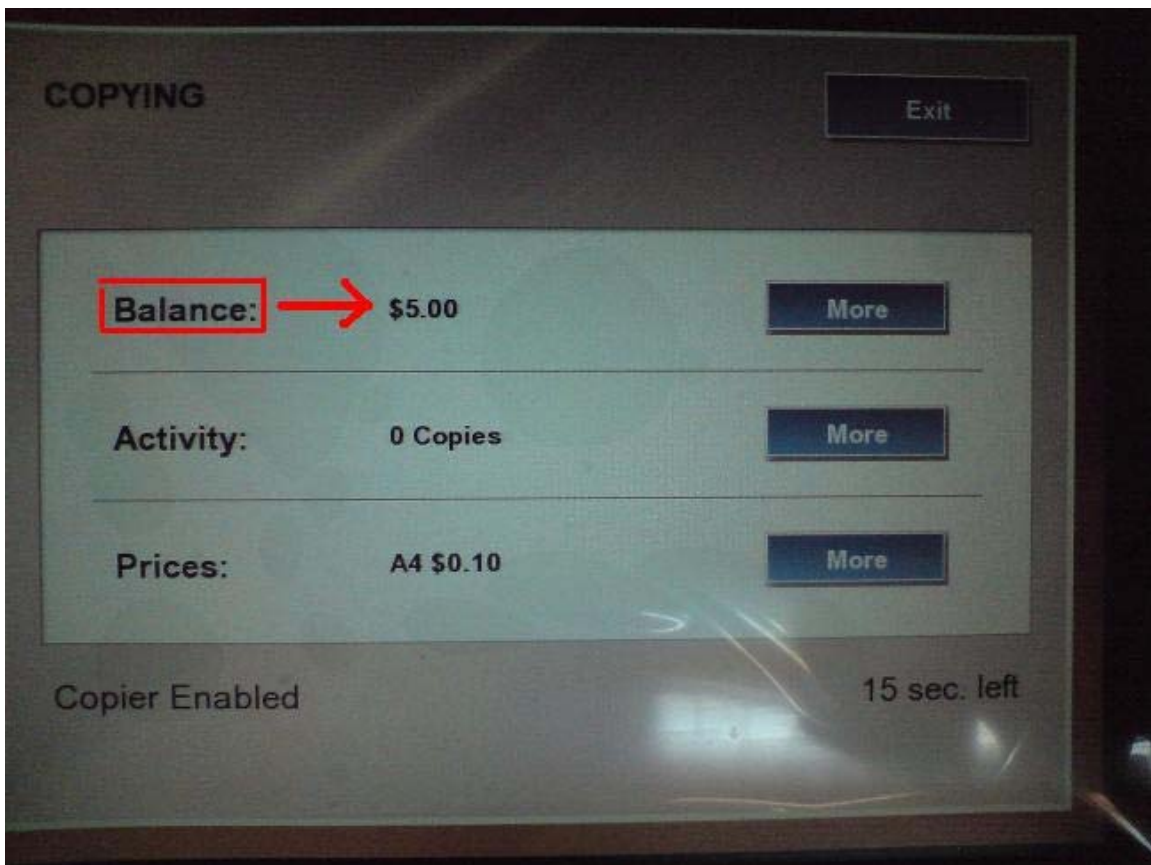 COPYING
Exit
Balance: $5.00 More
Activity: 0 Copies More
Prices: A4 $0.10 More
Copier Enabled 15 sec. left